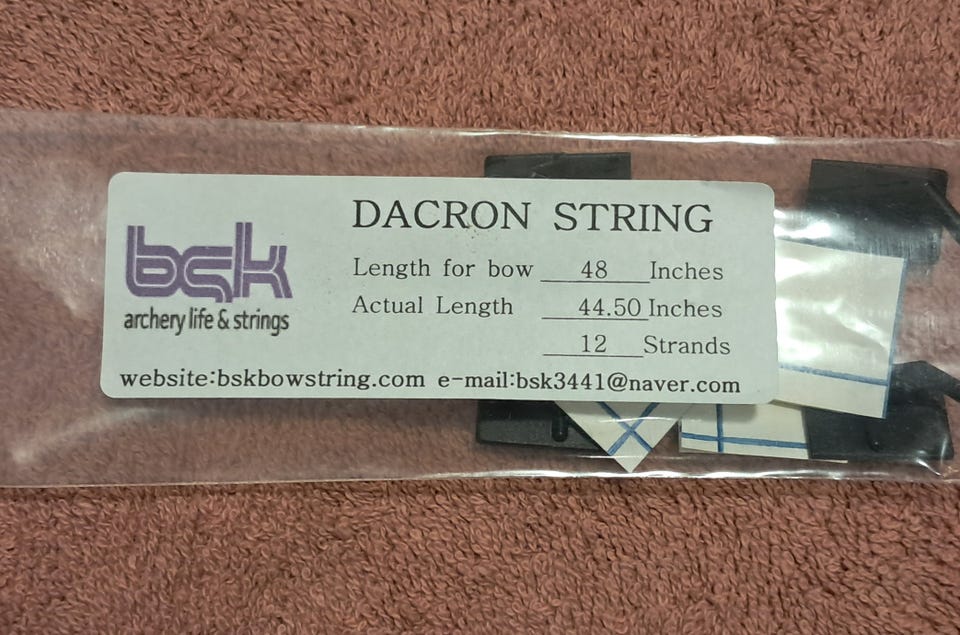 bsk
archery life & strings
DACRON STRING
Length for bow 48 Inches
Actual Length 44.50 Inches
12 Strands
website:bskbowstring.com e-mail:bsk3441@naver.com